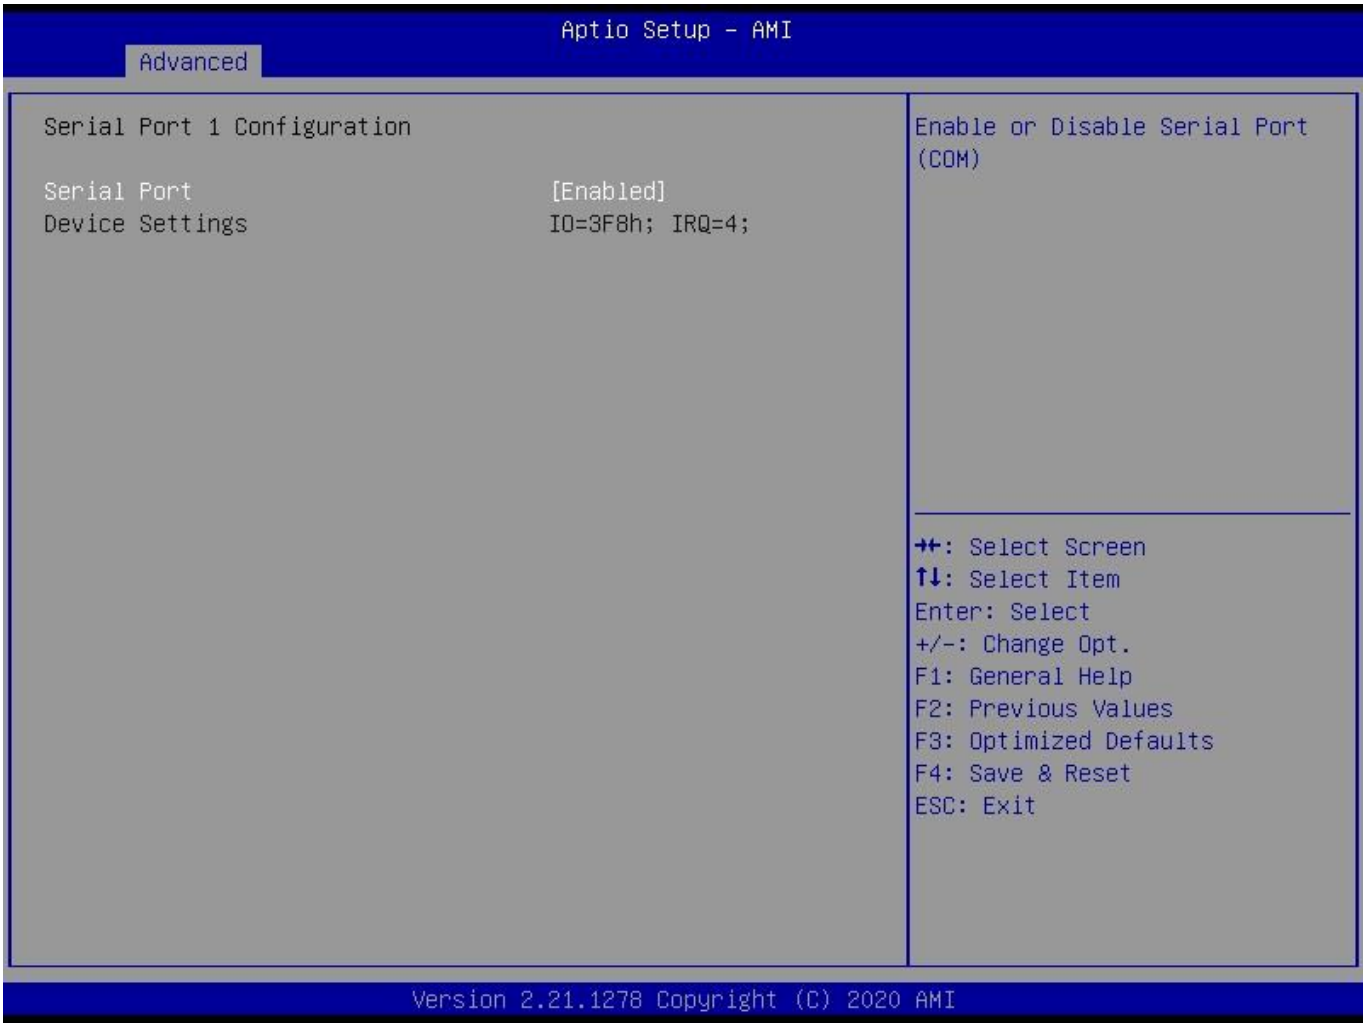 Aptio Setup - AMI
Advanced
Serial Port 1 Configuration
Serial Port [Enabled]
Device Settings IO=3F8h; IRQ=4;
Enable or Disable Serial Port
(COM)
→←: Select Screen
↑↓: Select Item
Enter: Select
+/-: Change Opt.
F1: General Help
F2: Previous Values
F3: Optimized Defaults
F4: Save & Reset
ESC: Exit
Version 2.21.1278 Copyright (C) 2020 AMI